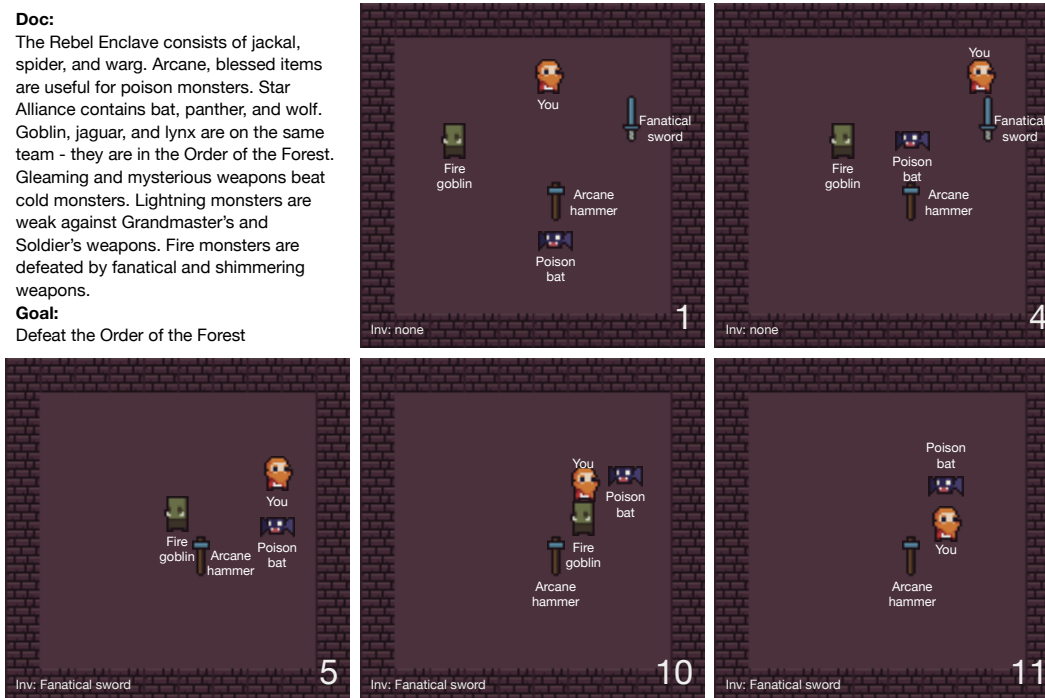 Doc:
The Rebel Enclave consists of jackal,
spider, and warg. Arcane, blessed items
are useful for poison monsters. Star
Alliance contains bat, panther, and wolf.
Goblin, jaguar, and lynx are on the same
team - they are in the Order of the Forest.
Gleaming and mysterious weapons beat
cold monsters. Lightning monsters are
weak against Grandmaster's and
Soldier's weapons. Fire monsters are
defeated by fanatical and shimmering
weapons.
Goal:
Defeat the Order of the Forest
You
Fanatical
sword
Fire
goblin
Arcane
hammer
Poison
bat
Inv: none
1
You
Fanatical
sword
Poison
bat
Fire
goblin
Arcane
hammer
Inv: none
4
You
Fire
goblin
Arcane
hammer
Poison
bat
Inv: Fanatical sword
5
You
Poison
bat
Fire
goblin
Arcane
hammer
Inv: Fanatical sword
10
Poison
bat
You
Arcane
hammer
Inv: Fanatical sword
11